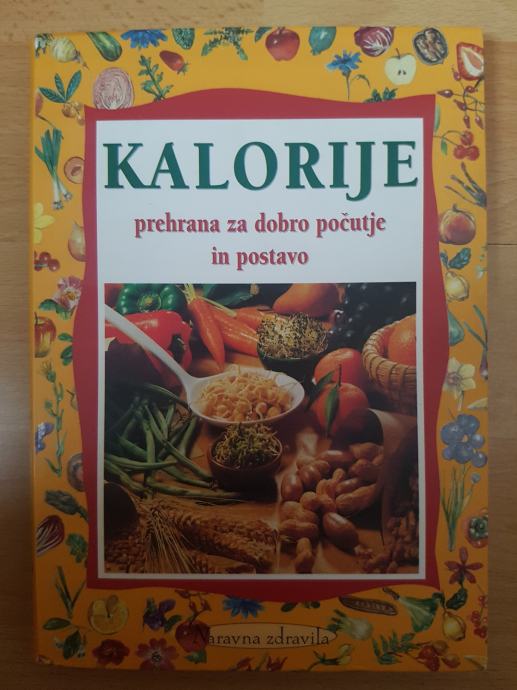 KALORIJE
prehrana za dobro počutje
in postavo
Naravna zdravila